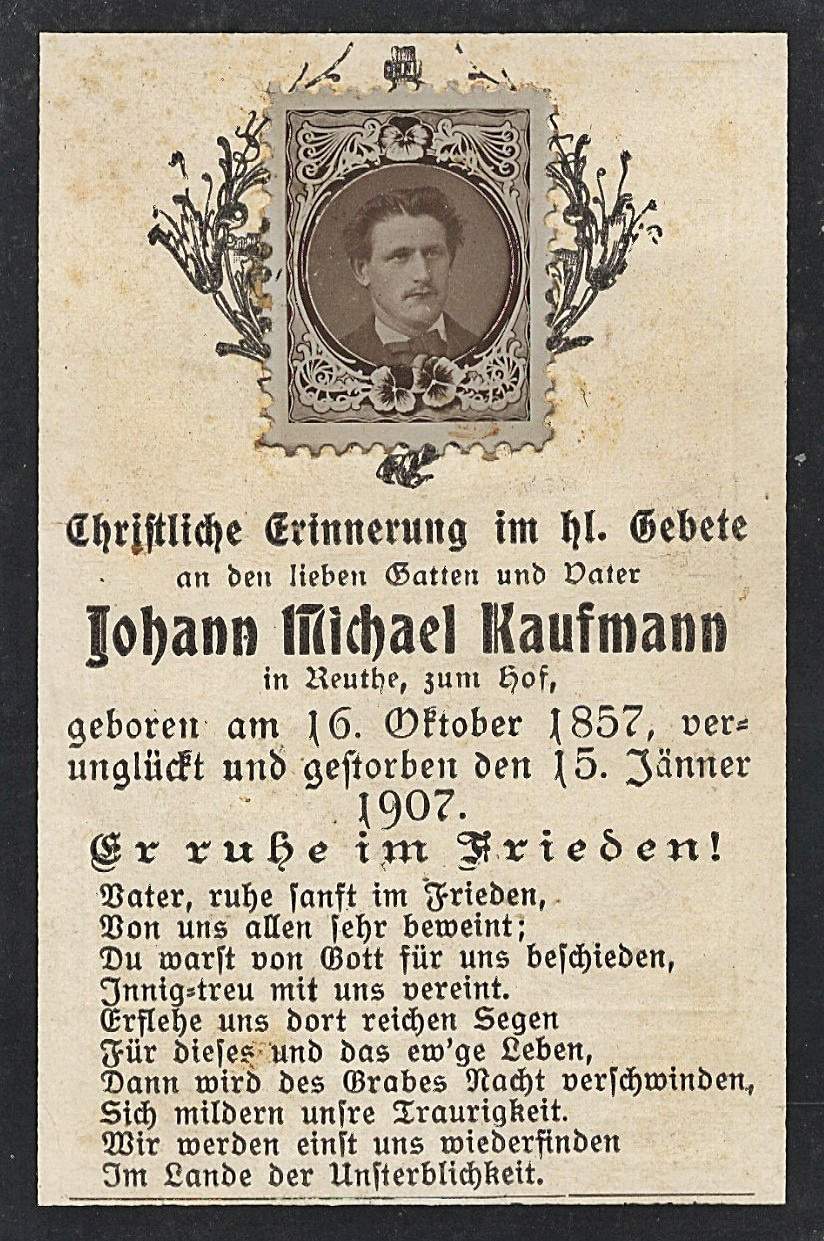 Christliche Erinnerung im hl. Gebete
an den lieben Gatten und Vater
Johann Michael Kaufmann
in Reuthe, zum Hof,
geboren am 16. Oktober 1857, ver-
unglückt und gestorben den 15. Jänner
1907.
Er ruhe im Frieden!
Vater, ruhe sanft im Frieden,
Von uns allen sehr beweint;
Du warst von Gott für uns beschieden,
Innig-treu mit uns vereint.
Erflehe uns dort reichen Segen
Für dieses und das ew'ge Leben,
Dann wird des Grabes Nacht verschwinden,
Sich mildern unsre Traurigkeit.
Wir werden einst uns wiederfinden
Im Lande der Unsterblichkeit.